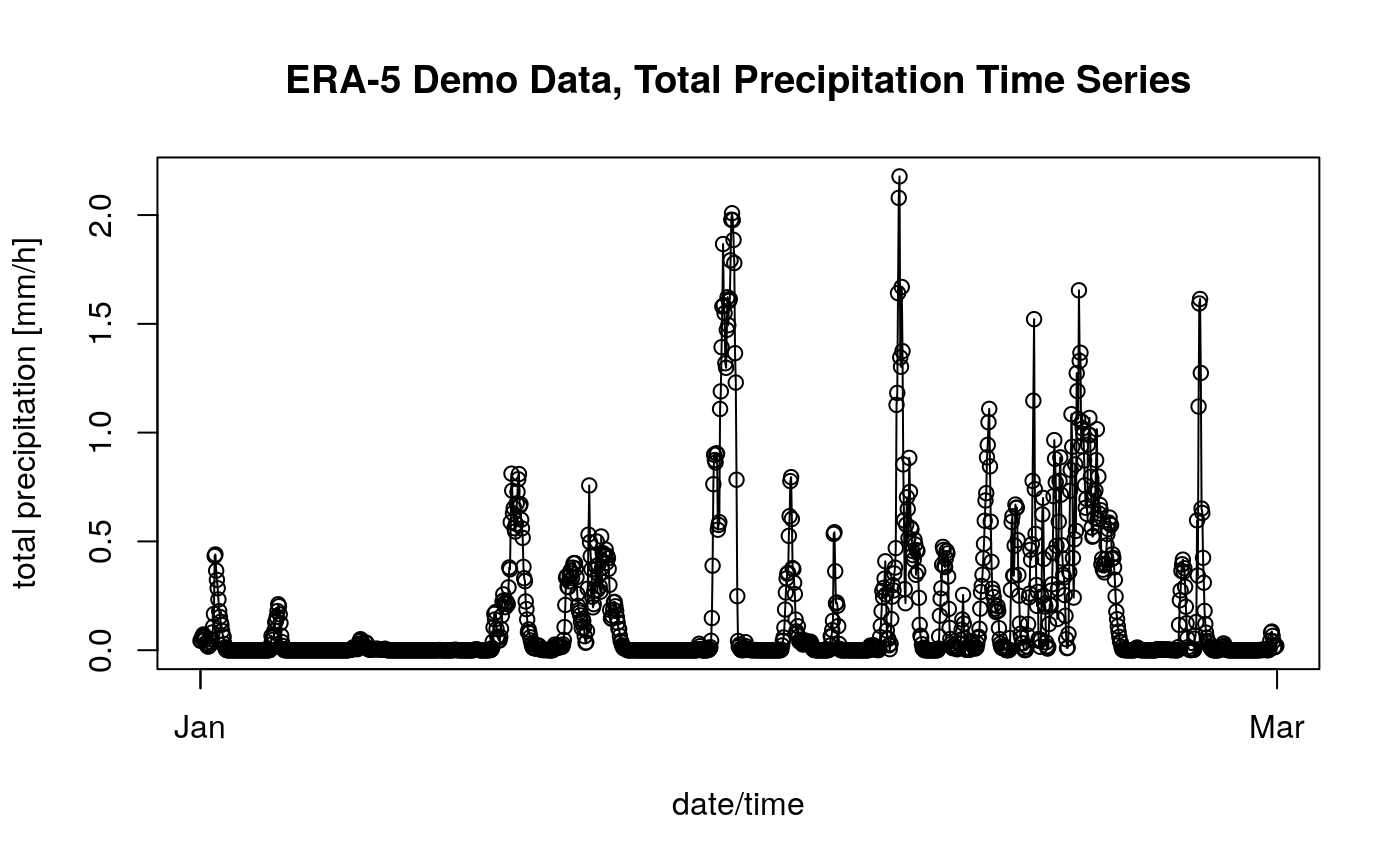 ERA-5 Demo Data, Total Precipitation Time Series
total precipitation [mm/h]
2.0
1.5
1.0
0.5
0.0
Jan
Mar
date/time